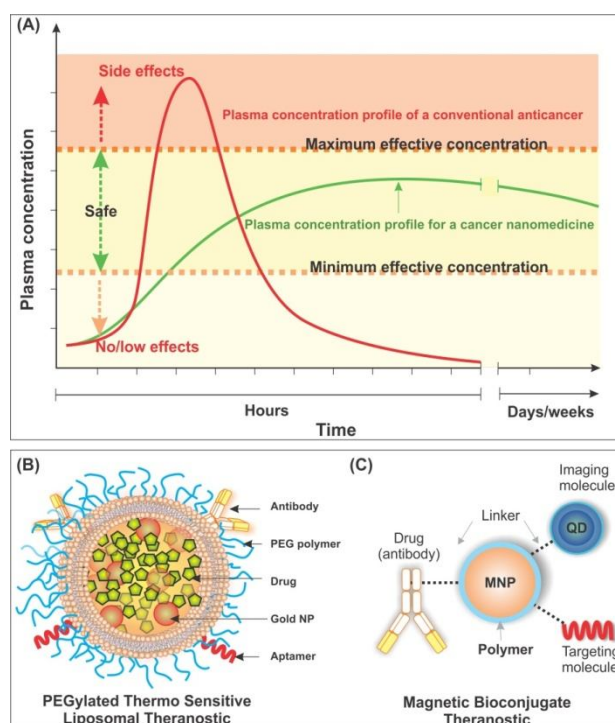 (A)
Side effects
Plasma concentration profile of a conventional anticancer
Maximum effective concentration
Safe
Plasma concentration profile for a cancer nanomedicine
Minimum effective concentration
No/low effects
Plasma concentration
Hours
Days/weeks
Time
(B)
Antibody
PEG polymer
Drug
Gold NP
Aptamer
PEGylated Thermo Sensitive
Liposomal Theranostic
(C)
Imaging
molecule
QD
Linker
Drug
(antibody)
MNP
Polymer
Targeting
molecule
Magnetic Bioconjugate
Theranostic